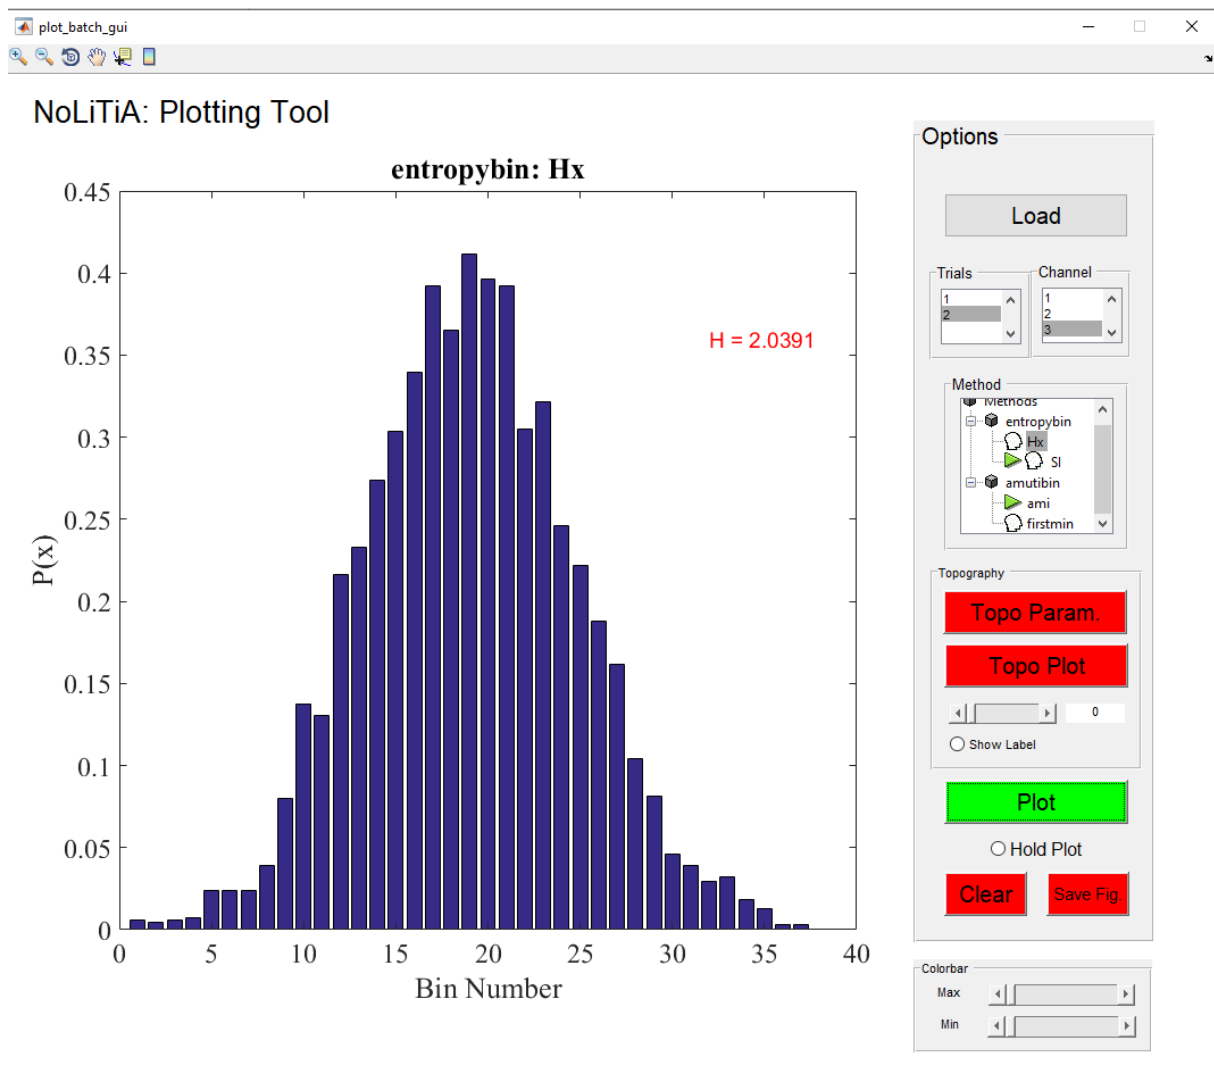 plot_batch_gui
NoLiTiA: Plotting Tool
entropybin: Hx
0.45
0.4
0.35
0.3
0.25
0.2
0.15
0.1
0.05
0
P(x)
H = 2.0391
0 5 10 15 20 25 30 35 40
Bin Number
Options
Load
Trials
1
2
Channel
1
2
3
Method
Methods
entropybin
Hx
SI
amutibin
ami
firstmin
Topography
Topo Param.
Topo Plot
0
Show Label
Plot
Hold Plot
Clear
Save Fig.
Colorbar
Max
Min